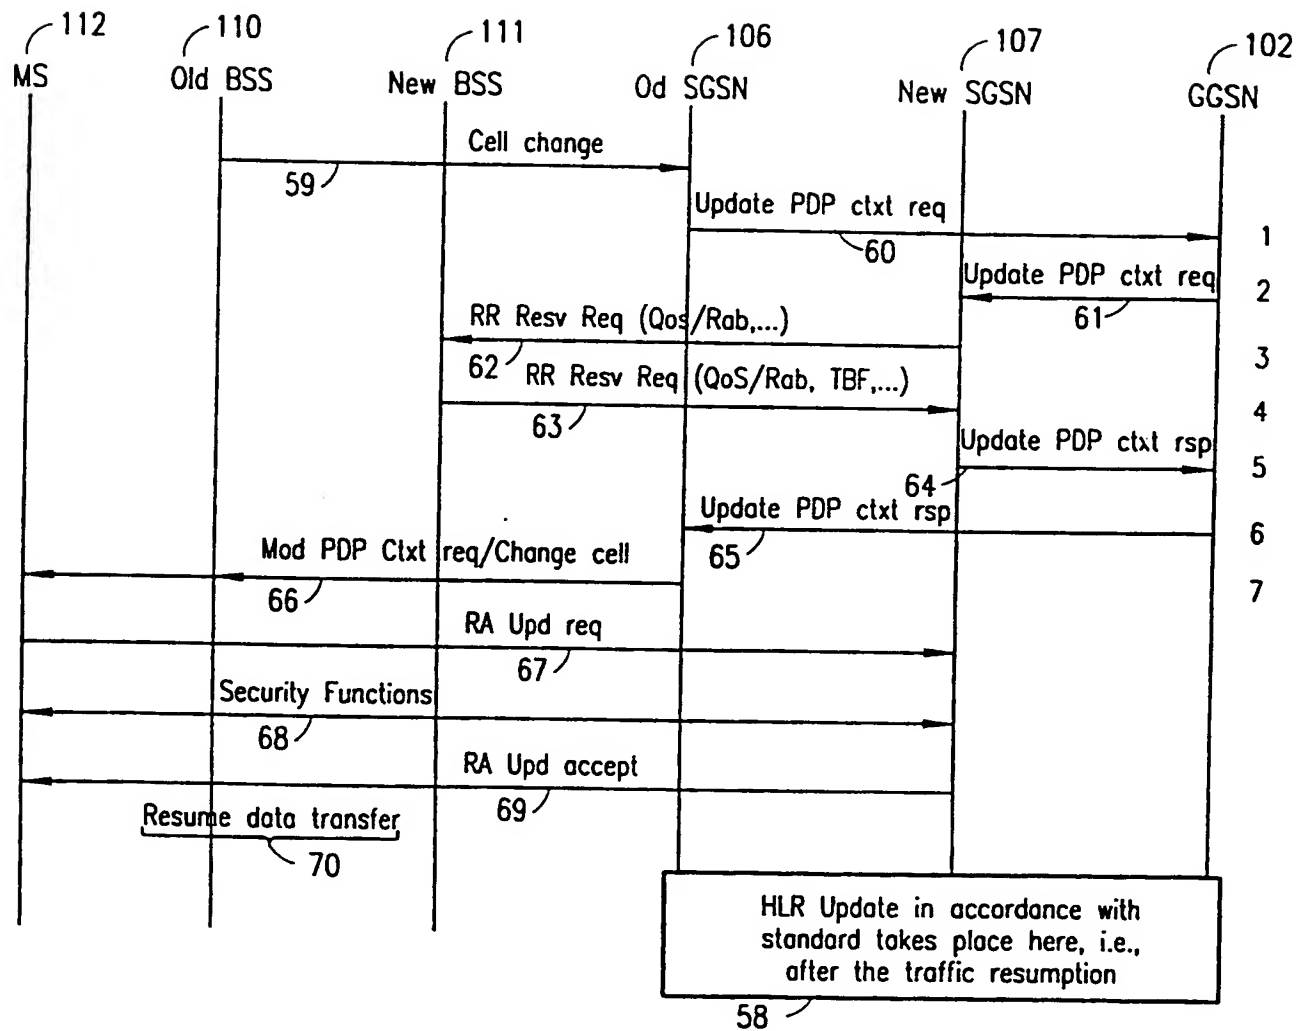 112 110 111 106 107 102
MS Old BSS New BSS Od SGSN New SGSN GGSN
Cell change
59
Update PDP ctxt req
60
1
Update PDP ctxt req
61
2
RR Resv Req (Qos/Rab,...)
62
3
RR Resv Req (QoS/Rab, TBF,...)
63
4
Update PDP ctxt rsp
64
5
Update PDP ctxt rsp
65
6
Mod PDP Ctxt req/Change cell
66
7
RA Upd req
67
Security Functions
68
RA Upd accept
69
Resume data transfer
70
HLR Update in accordance with
standard takes place here, i.e.,
after the traffic resumption
58